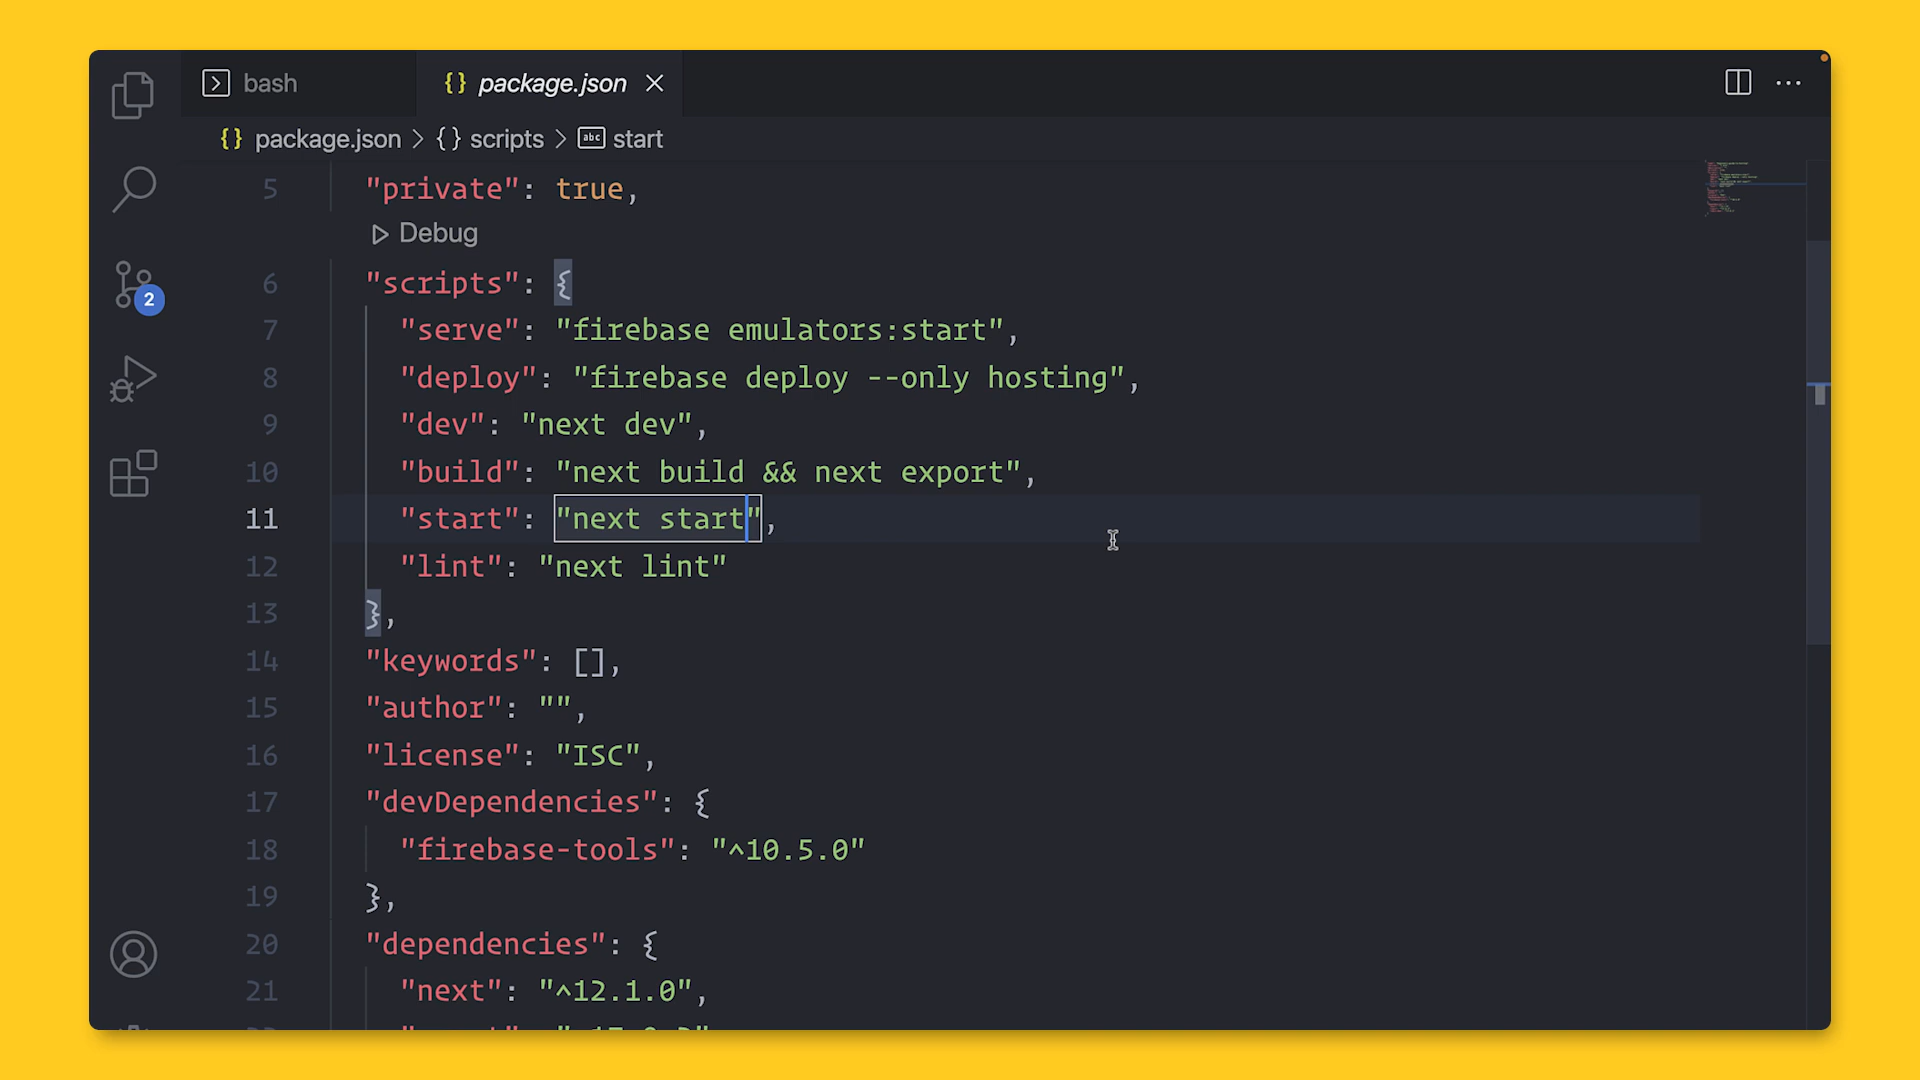 bash
package.json
package.json > {} scripts > abc start
5 "private": true,
Debug
6 "scripts": {
2
7 "serve": "firebase emulators:start",
8 "deploy": "firebase deploy --only hosting",
9 "dev": "next dev",
10 "build": "next build && next export",
11 "start": "next start",
12 "lint": "next lint"
13 },
14 "keywords": [],
15 "author": "",
16 "license": "ISC",
17 "devDependencies": {
18 "firebase-tools": "^10.5.0"
19 },
20 "dependencies": {
21 "next": "^12.1.0",